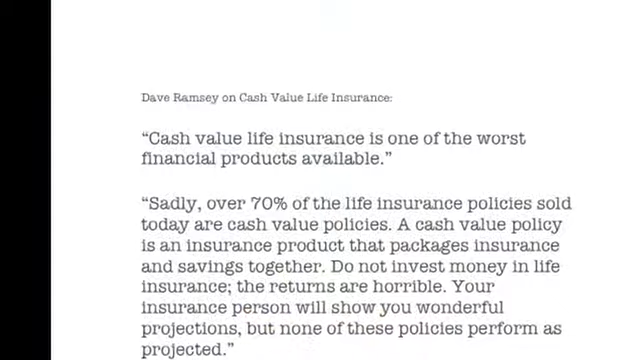 Dave Ramsey on Cash Value Life Insurance:
“Cash value life insurance is one of the worst
financial products available.”
“Sadly, over 70% of the life insurance policies sold
today are cash value policies. A cash value policy
is an insurance product that packages insurance
and savings together. Do not invest money in life
insurance; the returns are horrible. Your
insurance person will show you wonderful
projections, but none of these policies perform as
projected.”